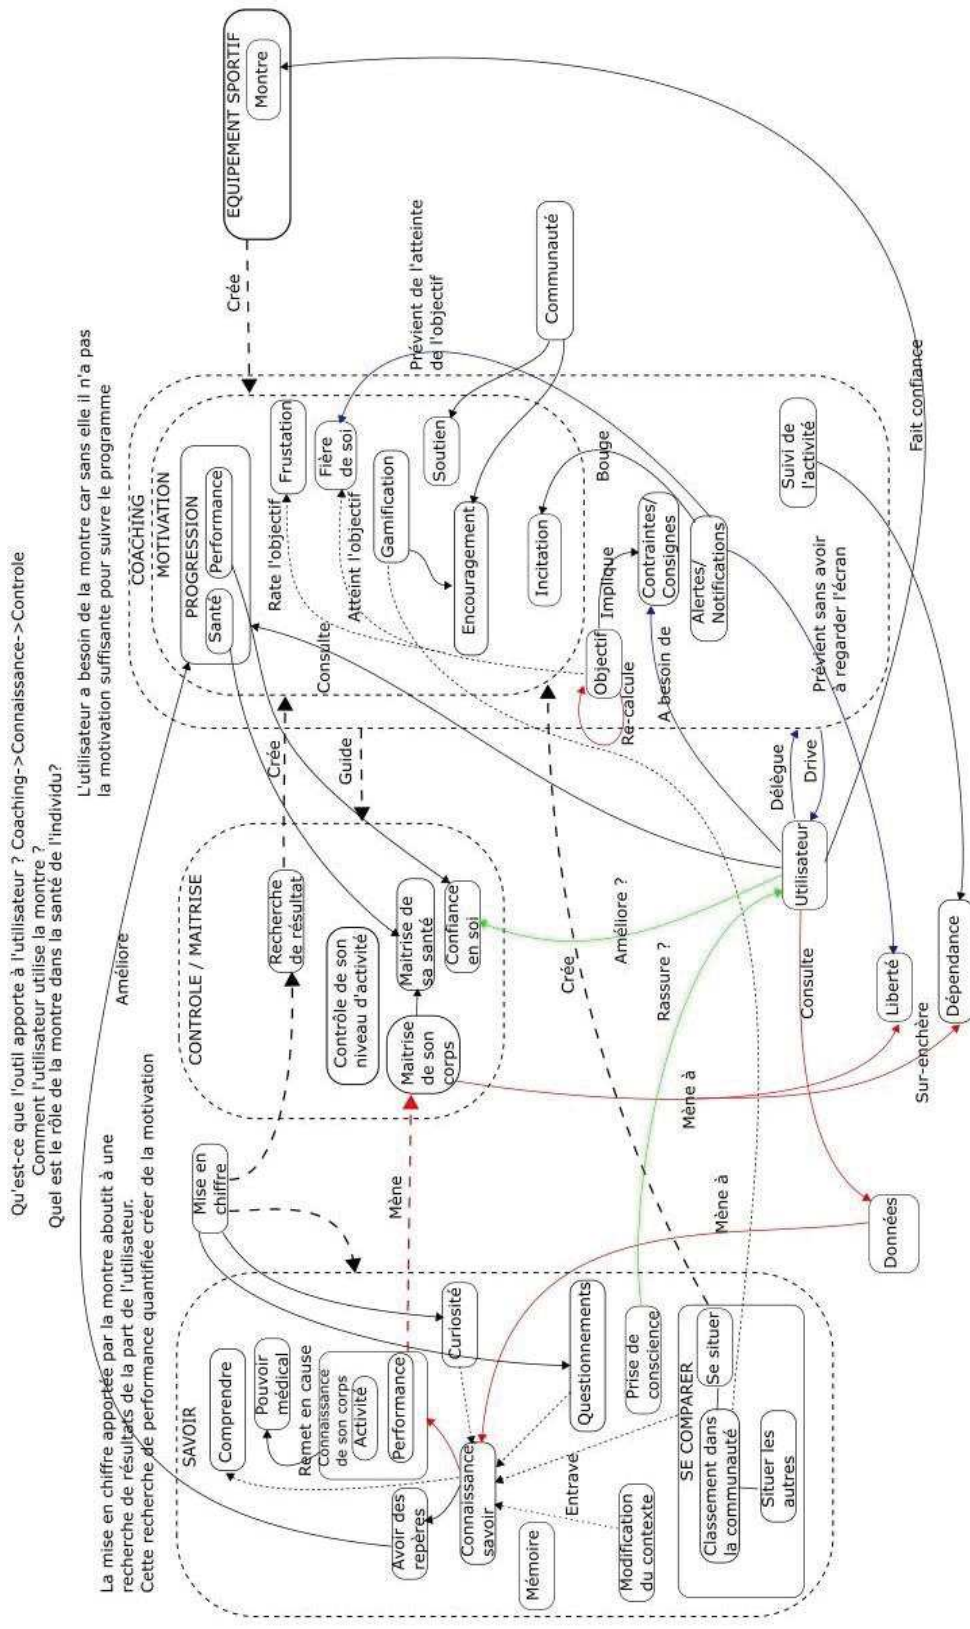 Qu'est-ce que l'outil apporte à l'utilisateur ? Coaching->Connaissance->Controle
Comment l'utilisateur utilise la montre ?
Quel est le rôle de la montre dans la santé de l'individu?
La mise en chiffre apportée par la montre aboutit à une
recherche de résultats de la part de l'utilisateur.
Cette recherche de performance quantifiée créer de la motivation
L'utilisateur a besoin de la montre car sans elle il n'a pas
la motivation suffisante pour suivre le programme
Améliore
SAVOIR
Comprendre
Pouvoir
médical
Remet en cause
Connaissance
de son corps
Activité
Performance
Avoir des
repères
Connaissance
savoir
Curiosité
Mémoire
Entrave
Questionnements
Modification
du contexte
Prise de
conscience
SE COMPARER
Se situer
Classement dans
la communauté
Situer les
autres
Mise en
chiffre
Mène
Mène à
Mène à
Données
CONTROLE / MAITRISE
Recherche
de résultat
Contrôle de son
niveau d'activité
Maitrise de
son
corps
Maitrise de
sa santé
Confiance
en soi
Crée
Guide
Crée
Améliore ?
Rassure ?
Consulte
Utilisateur
Liberté
Sur-enchère
Dépendance
Délègue
Drive
Prévient sans avoir
à regarder l'écran
COACHING
MOTIVATION
PROGRESSION
Santé
Performance
Consulte
Rate l'objectif
Frustation
Atteint l'objectif
Fière
de soi
Gamification
Soutien
Encouragement
Incitation
Bouge
Objectif
Implique
Ré-calcule
Contraintes/
Consignes
A besoin de
Alertes/
Notifications
Suivi de
l'activité
Crée
EQUIPEMENT SPORTIF
Montre
Prévient de l'atteinte
de l'objectif
Communauté
Fait confiance